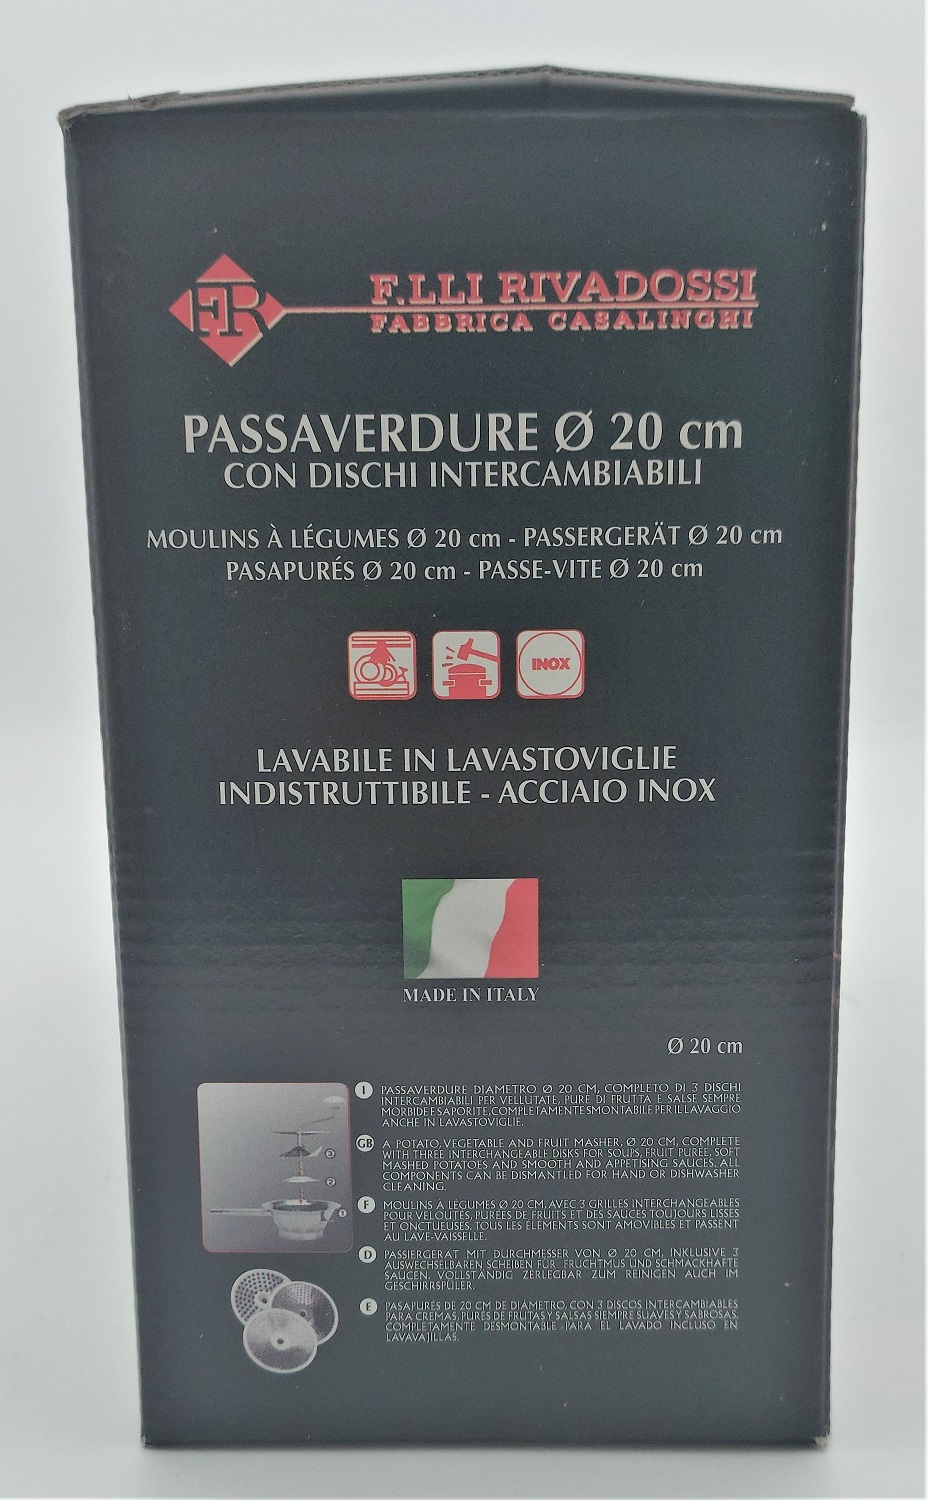 FR
F.LLI RIVADOSSI
FABBRICA CASALINGHI
PASSAVERDURE Ø 20 cm
CON DISCHI INTERCAMBIABILI
MOULINS À LÉGUMES Ø 20 cm - PASSERGERÄT Ø 20 cm
PASAPURÉS Ø 20 cm - PASSE-VITE Ø 20 cm
INOX
LAVABILE IN LAVASTOVIGLIE
INDISTRUTTIBILE - ACCIAIO INOX
MADE IN ITALY
Ø 20 cm
I PASSAVERDURE DIAMETRO Ø 20 CM, COMPLETO DI 3 DISCHI
INTERCAMBIABILI PER VELLUTATE, PURE DI FRUTTA E SALSE SEMPRE
MORBIDE E SAPORITE, COMPLETAMENTE SMONTABILE PER IL LAVAGGIO
ANCHE IN LAVASTOVIGLIE.
GB A POTATO, VEGETABLE AND FRUIT MASHER, Ø 20 CM, COMPLETE
WITH THREE INTERCHANGEABLE DISKS FOR SOUPS, FRUIT PUREE, SOFT
MASHED POTATOES AND SMOOTH AND APPETISING SAUCES. ALL
COMPONENTS CAN BE DISMANTLED FOR HAND OR DISHWASHER
CLEANING.
F MOULINS À LÉGUMES Ø 20 CM, AVEC 3 GRILLES INTERCHANGEABLES
POUR VELOUTES, PUREES DE FRUITS ET DES SAUCES TOUJOURS LISSES
ET ONCTUEUSES. TOUS LES ELEMENTS SONT AMOVIBLES ET PASSENT
AU LAVE-VAISSELLE.
D PASSIERGERÄT MIT DURCHMESSER VON Ø 20 CM, INKLUSIVE 3
AUSWECHSELBAREN SCHEIBEN FÜR FRUCHTMUS UND SCHMACKHAFTE
SAUCEN, VOLLSTÄNDIG ZERLEGBAR ZUM REINIGEN AUCH IM
GESCHIRRSPÜLER.
E PASAPURÉS DE 20 CM DE DIÁMETRO, CON 3 DISCOS INTERCAMBIABLES
PARA CREMAS, PURÉS DE FRUTAS Y SALSAS SIEMPRE SUAVES Y SABROSAS.
COMPLETAMENTE DESMONTABLE PARA EL LAVADO INCLUSO EN
LAVAVAJILLAS.
3
2
1